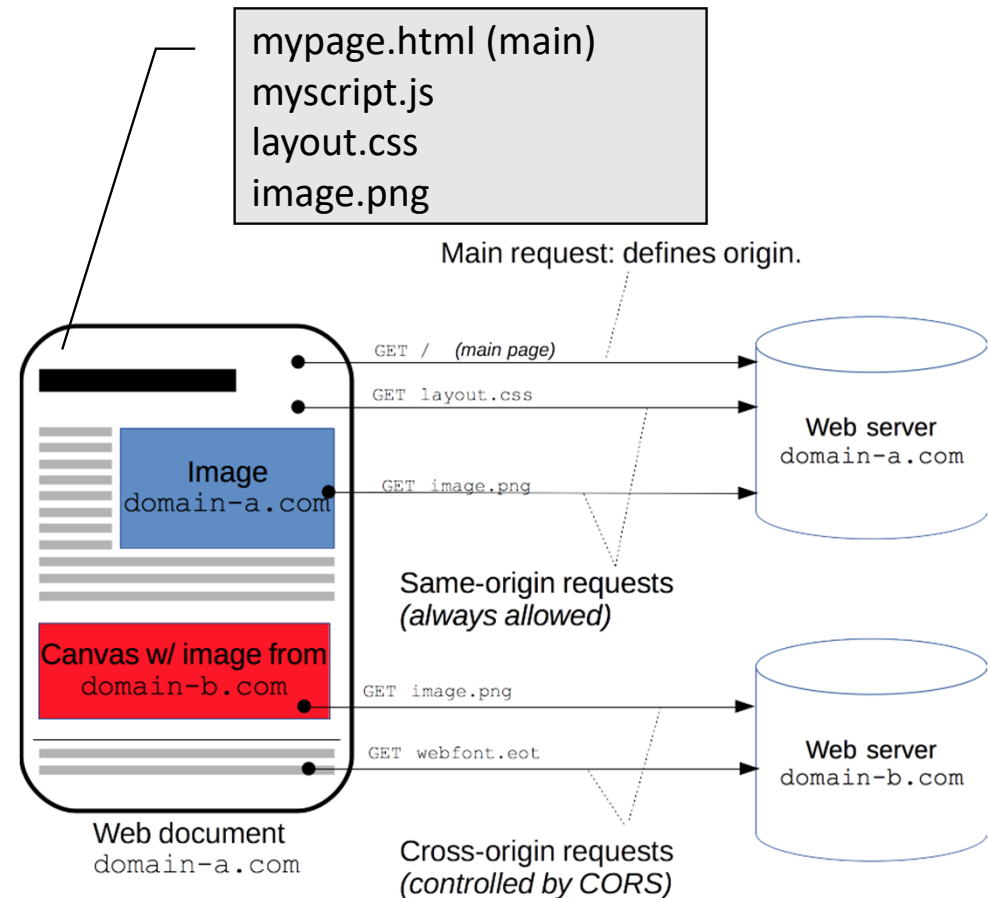 mypage.html (main)
myscript.js
layout.css
image.png
Main request: defines origin.
GET / (main page)
GET layout.css
Web server
domain-a.com
Image
domain-a.com
GET image.png
Same-origin requests
(always allowed)
Canvas w/ image from
domain-b.com
GET image.png
GET webfont.eot
Web server
domain-b.com
Web document
domain-a.com
Cross-origin requests
(controlled by CORS)